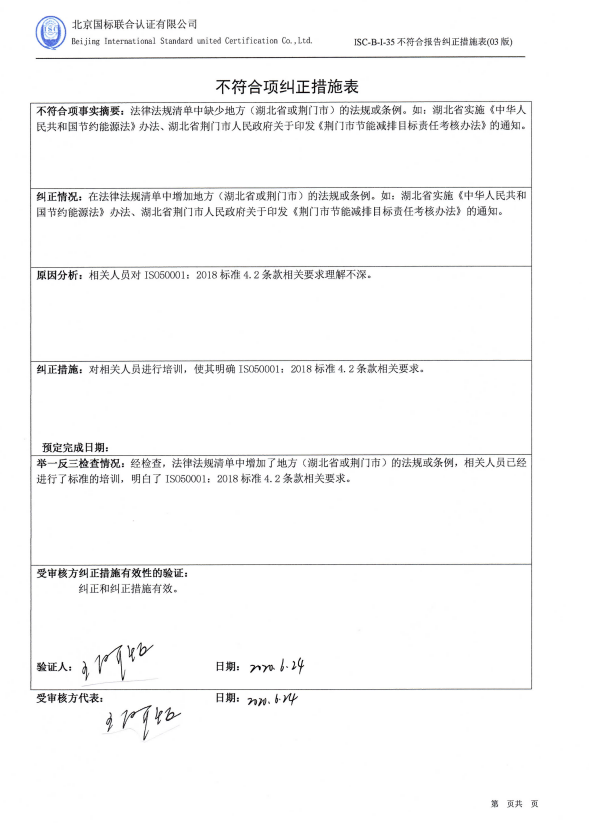 北京国标联合认证有限公司
Beijing International Standard united Certification Co.,Ltd.
ISC-B-I-35 不符合报告纠正措施表(03 版)
不符合项纠正措施表
不符合项事实摘要：法律法规清单中缺少地方（湖北省或荆门市）的法规或条例。如：湖北省实施《中华人
民共和国节约能源法》办法、湖北省荆门市人民政府关于印发《荆门市节能减排目标责任考核办法》的通知。
纠正情况：在法律法规清单中增加地方（湖北省或荆门市）的法规或条例。如：湖北省实施《中华人民共和
国节约能源法》办法、湖北省荆门市人民政府关于印发《荆门市节能减排目标责任考核办法》的通知。
原因分析：相关人员对 ISO50001：2018 标准 4.2 条款相关要求理解不深。
纠正措施：对相关人员进行培训，使其明确 ISO50001：2018 标准 4.2 条款相关要求。
预定完成日期：
举一反三检查情况：经检查，法律法规清单中增加了地方（湖北省或荆门市）的法规或条例，相关人员已经
进行了标准的培训，明白了 ISO50001：2018 标准 4.2 条款相关要求。
受审核方纠正措施有效性的验证：
纠正和纠正措施有效。
验证人：
日期：2020.6.24
受审核方代表：
日期：2020.6.24
第 页共 页